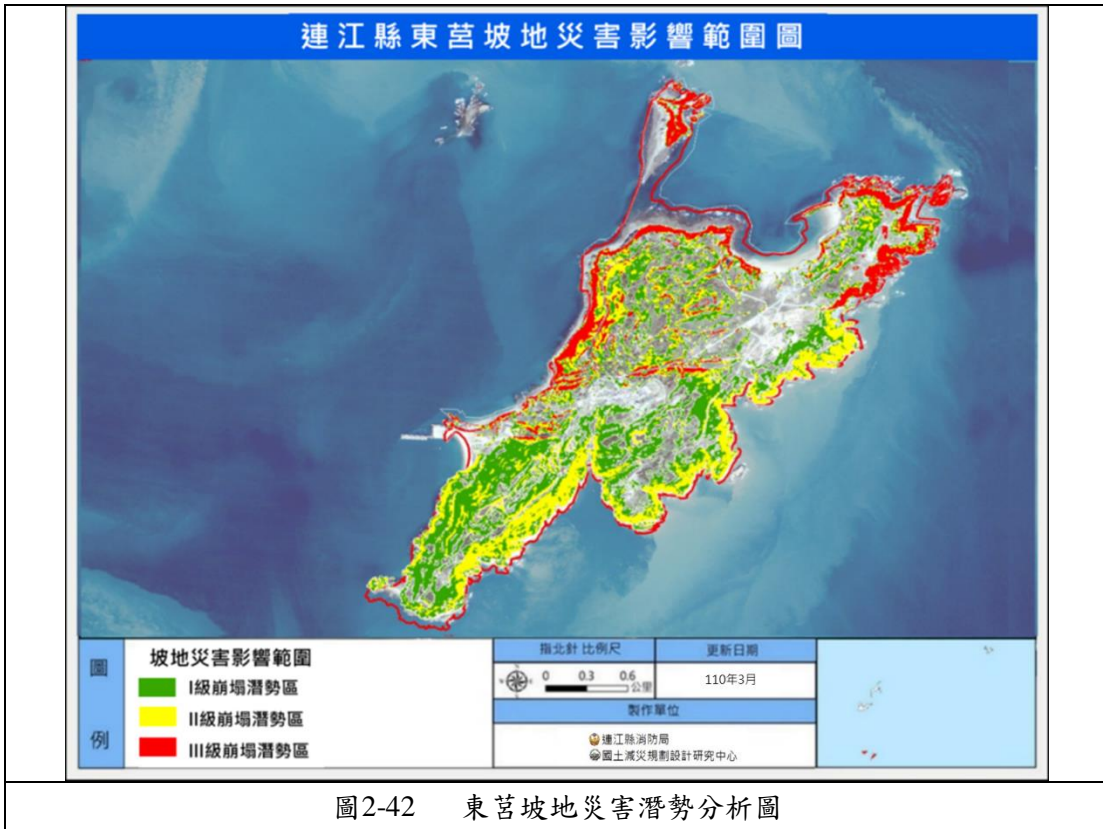 連江縣東莒坡地災害影響範圍圖
圖例
坡地災害影響範圍
I級崩塌潛勢區
II級崩塌潛勢區
III級崩塌潛勢區
指北針 比例尺
0 0.3 0.6
公里
更新日期
110年3月
製作單位
連江縣消防局
國土減災規劃設計研究中心
圖2-42 東莒坡地災害潛勢分析圖